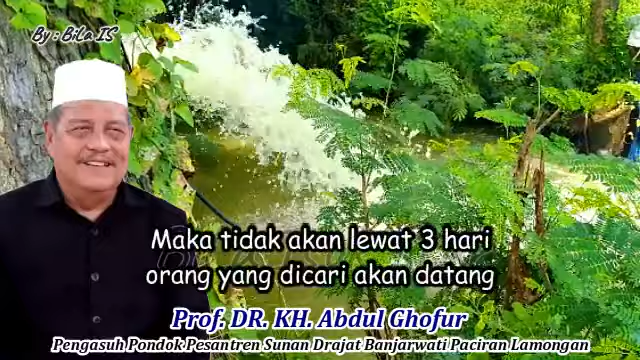 By : BiLa IS
Maka tidak akan lewat 3 hari
orang yang dicari akan datang
Prof. DR. KH. Abdul Ghofur
Pengasuh Pondok Pesantren Sunan Drajat Banjarwati Paciran Lamongan